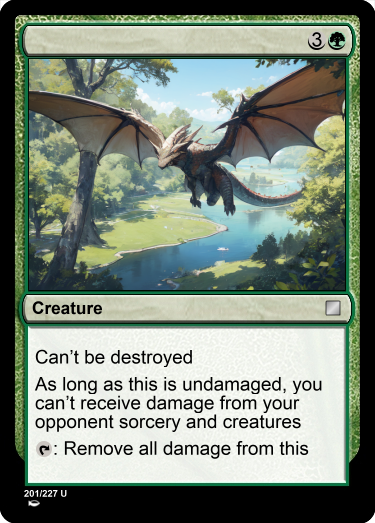 3
Creature
Can't be destroyed
As long as this is undamaged, you
can't receive damage from your
opponent sorcery and creatures
: Remove all damage from this
201/227 U